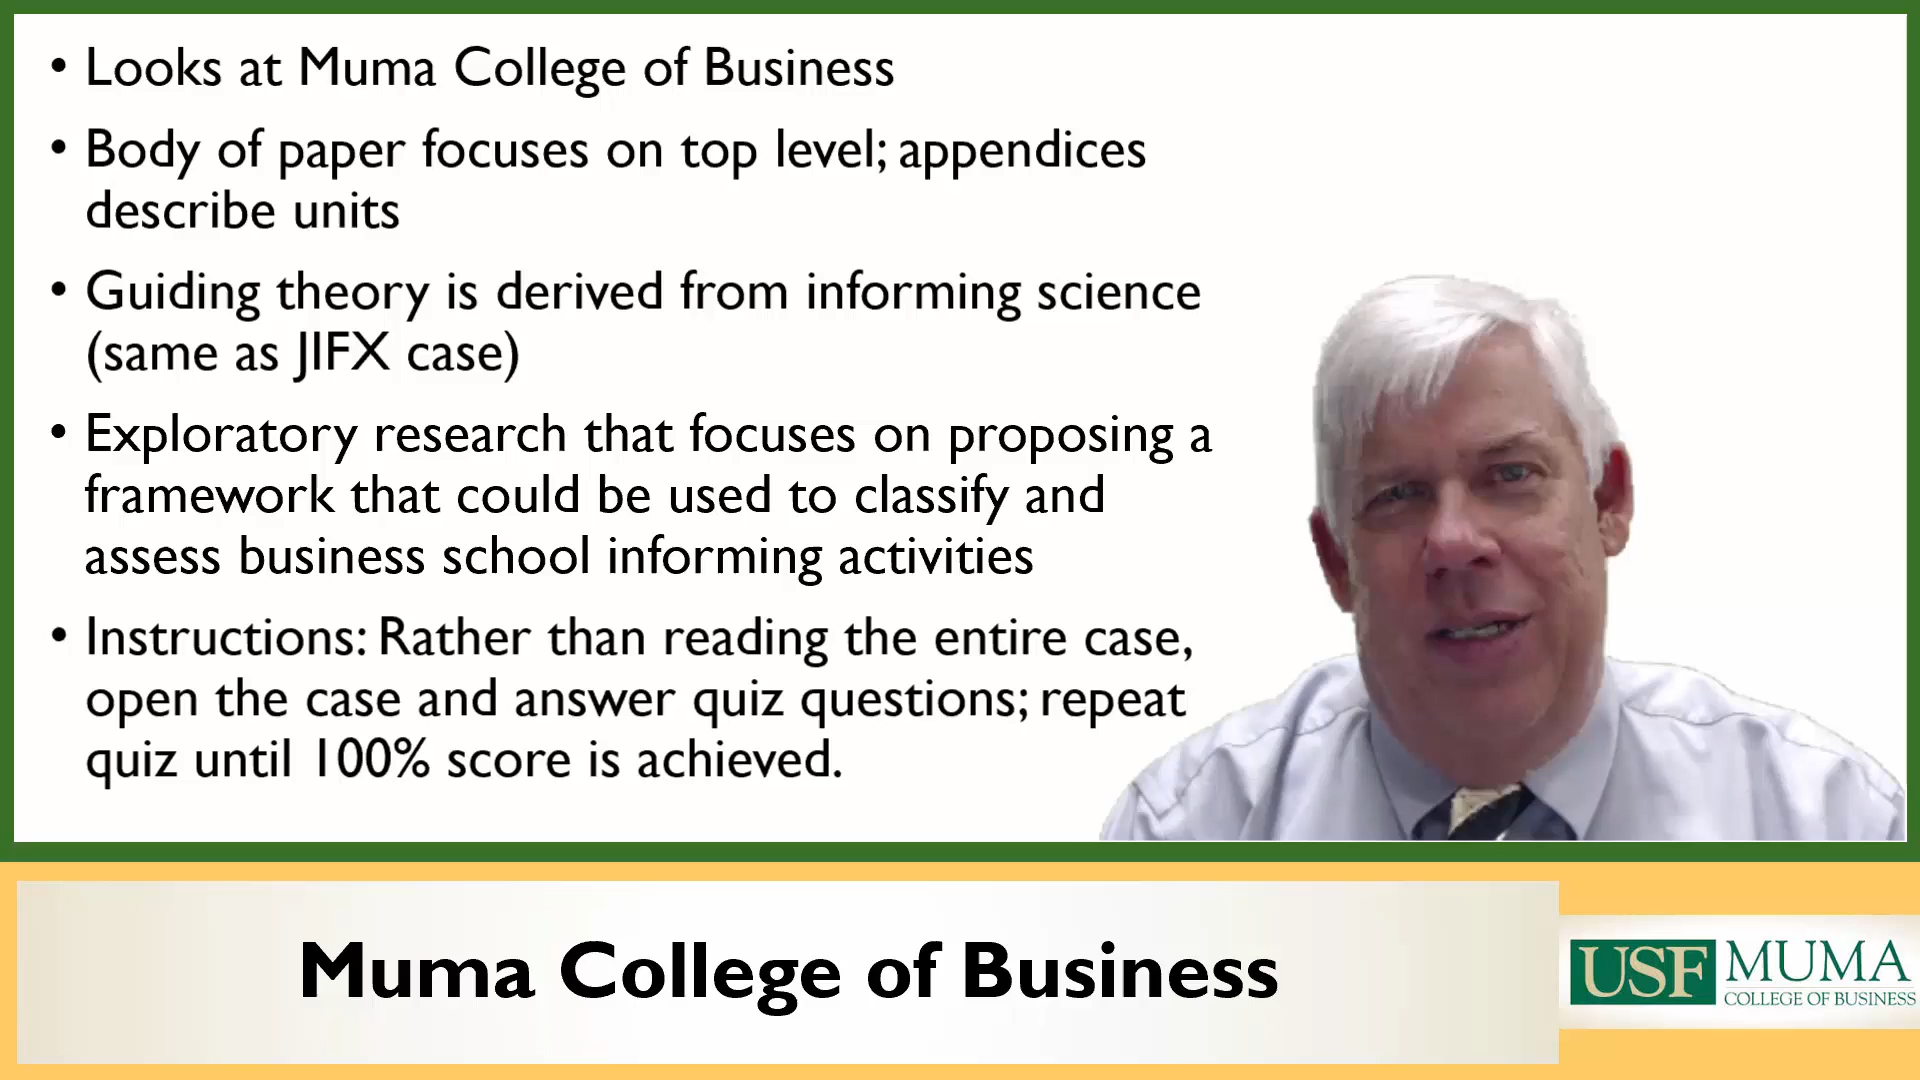 • Looks at Muma College of Business
• Body of paper focuses on top level; appendices
describe units
• Guiding theory is derived from informing science
(same as JIFX case)
• Exploratory research that focuses on proposing a
framework that could be used to classify and
assess business school informing activities
• Instructions: Rather than reading the entire case,
open the case and answer quiz questions; repeat
quiz until 100% score is achieved.
Muma College of Business
USF MUMA
COLLEGE OF BUSINESS